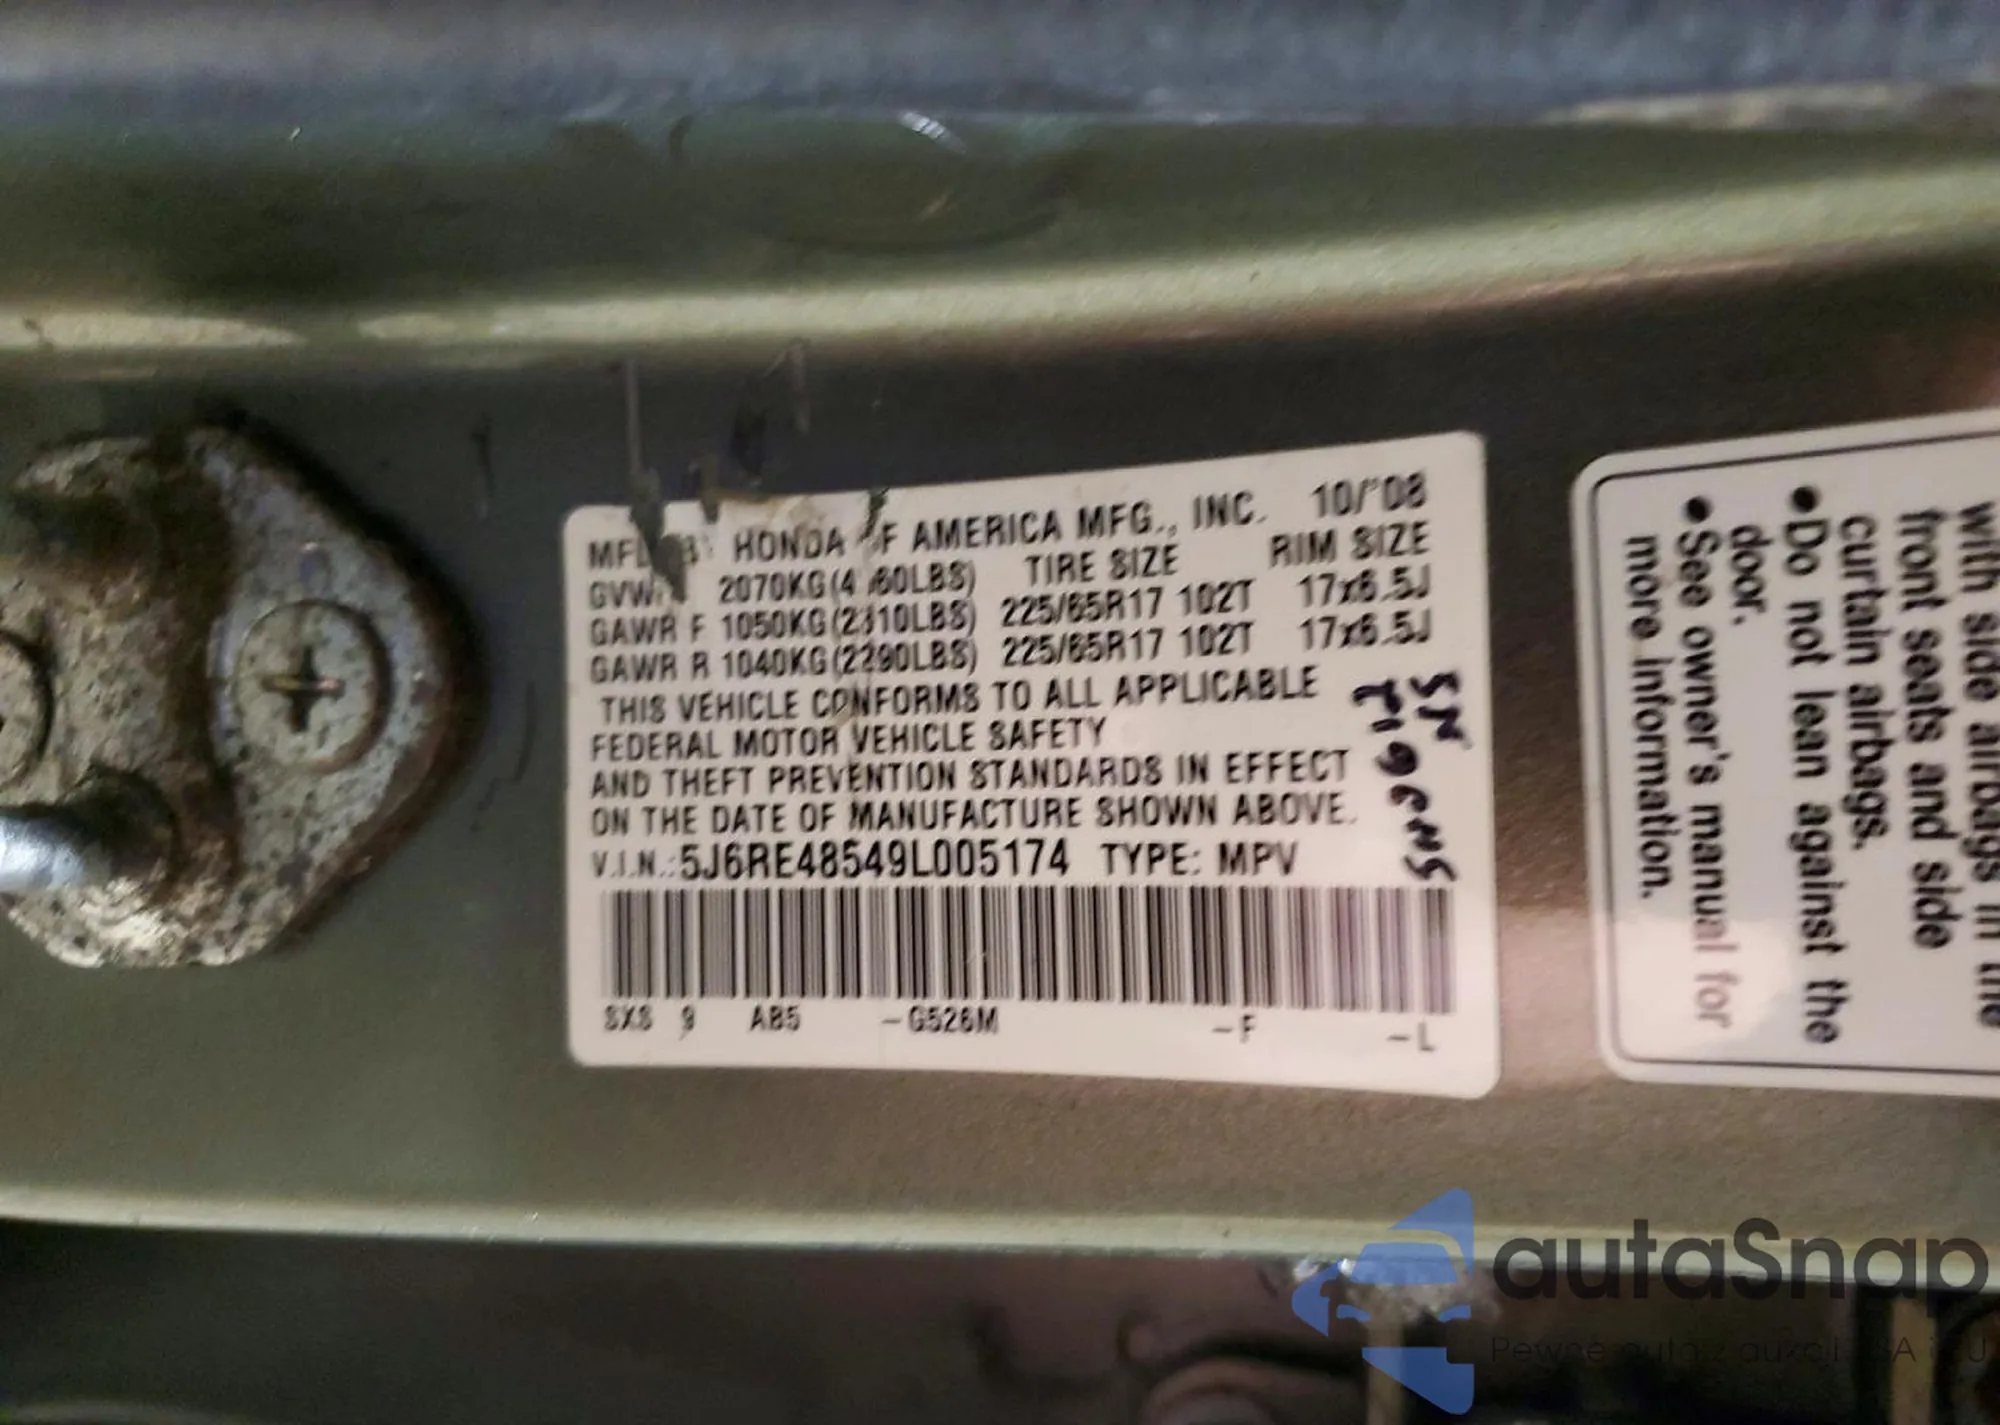 HONDA OF AMERICA MFG., INC. 10/'08
2070KG TIRE SIZE RIM SIZE
GAWR F 1050KG(2310LBS) 225/65R17 102T 17x6.5J
GAWR R 1040KG(2290LBS) 225/65R17 102T 17x6.5J
THIS VEHICLE CONFORMS TO ALL APPLICABLE
FEDERAL MOTOR VEHICLE SAFETY
AND THEFT PREVENTION STANDARDS IN EFFECT
ON THE DATE OF MANUFACTURE SHOWN ABOVE.
V.I.N.:5J6RE48549L005174 TYPE: MPV
SXS 9 AB5 -G526M -F -L
with side airbags in the
front seats and side
curtain airbags.
●Do not lean against the
door.
●See owner's manual for
more information.
autaSnap
Pewne auta z aukcji